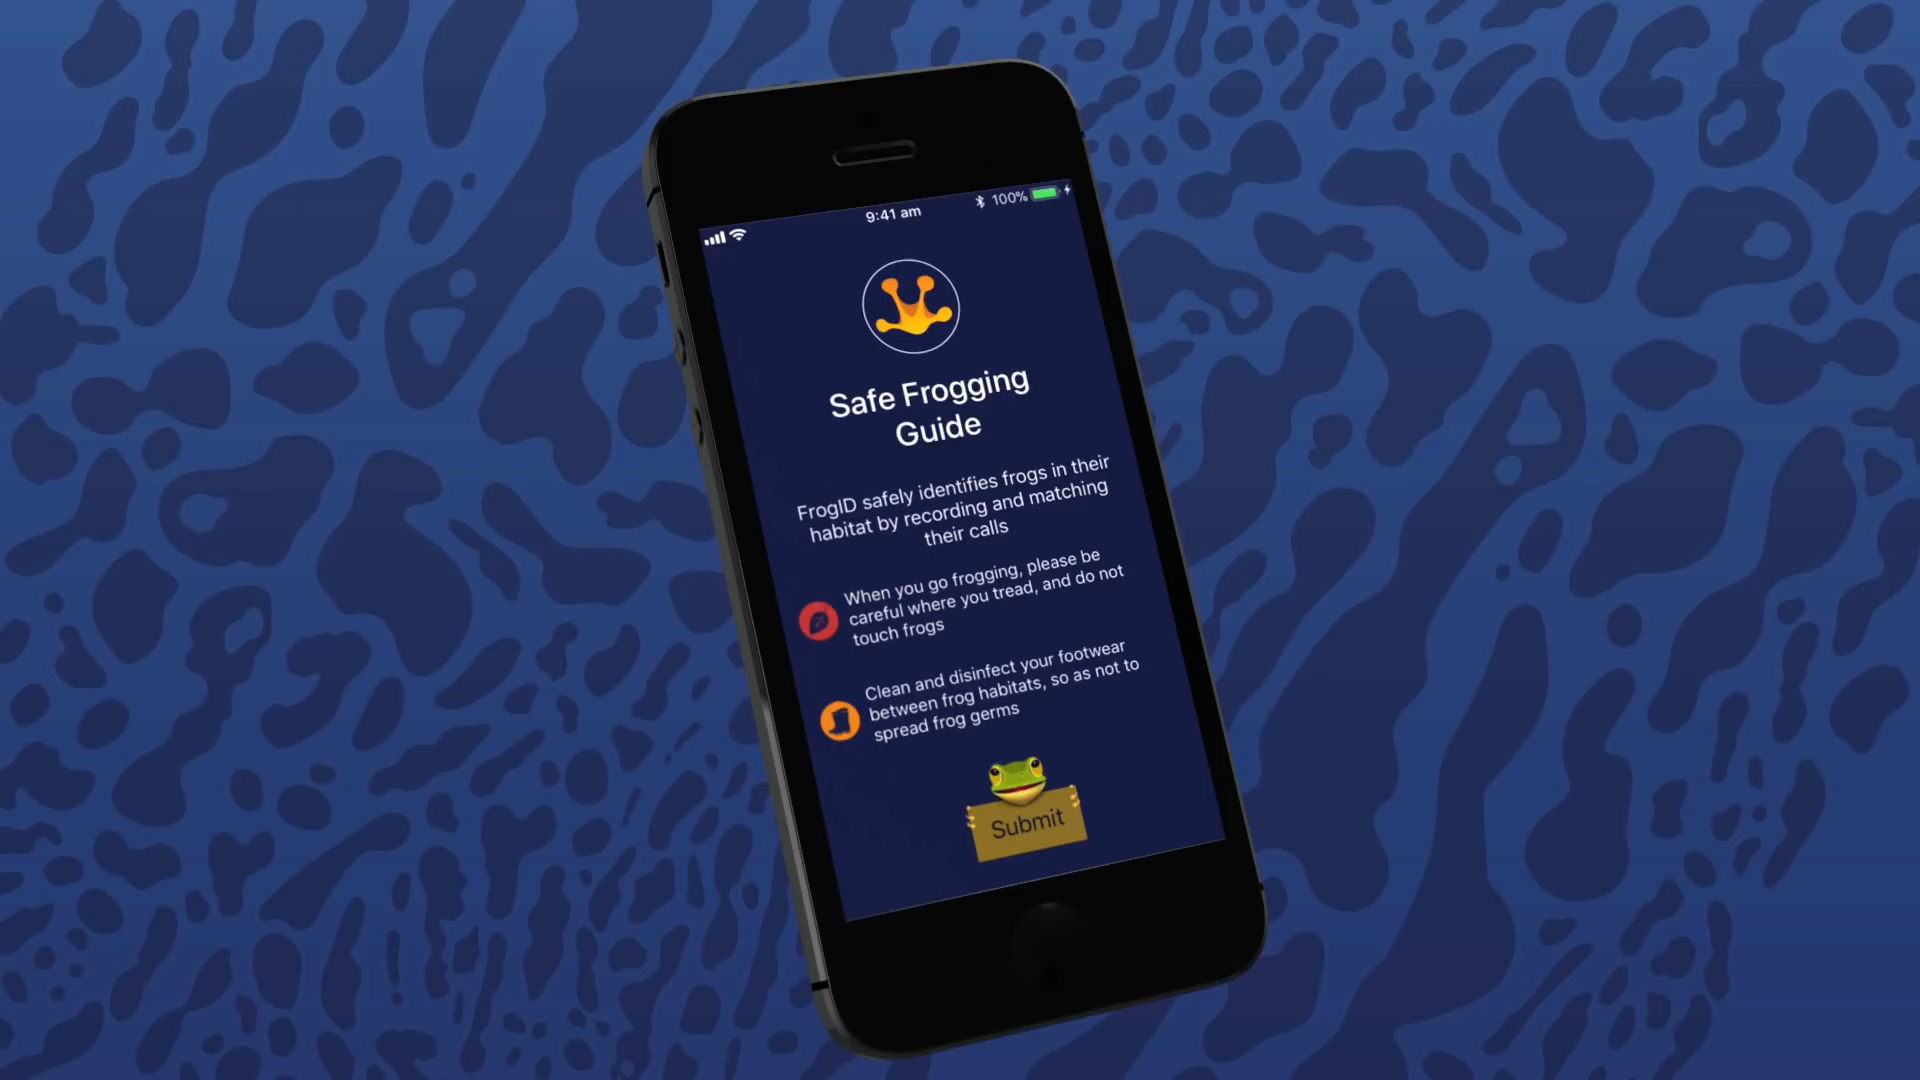 9:41 am
100%
Safe Frogging
Guide
FrogID safely identifies frogs in their
habitat by recording and matching
their calls
When you go frogging, please be
careful where you tread, and do not
touch frogs
Clean and disinfect your footwear
between frog habitats, so as not to
spread frog germs
Submit